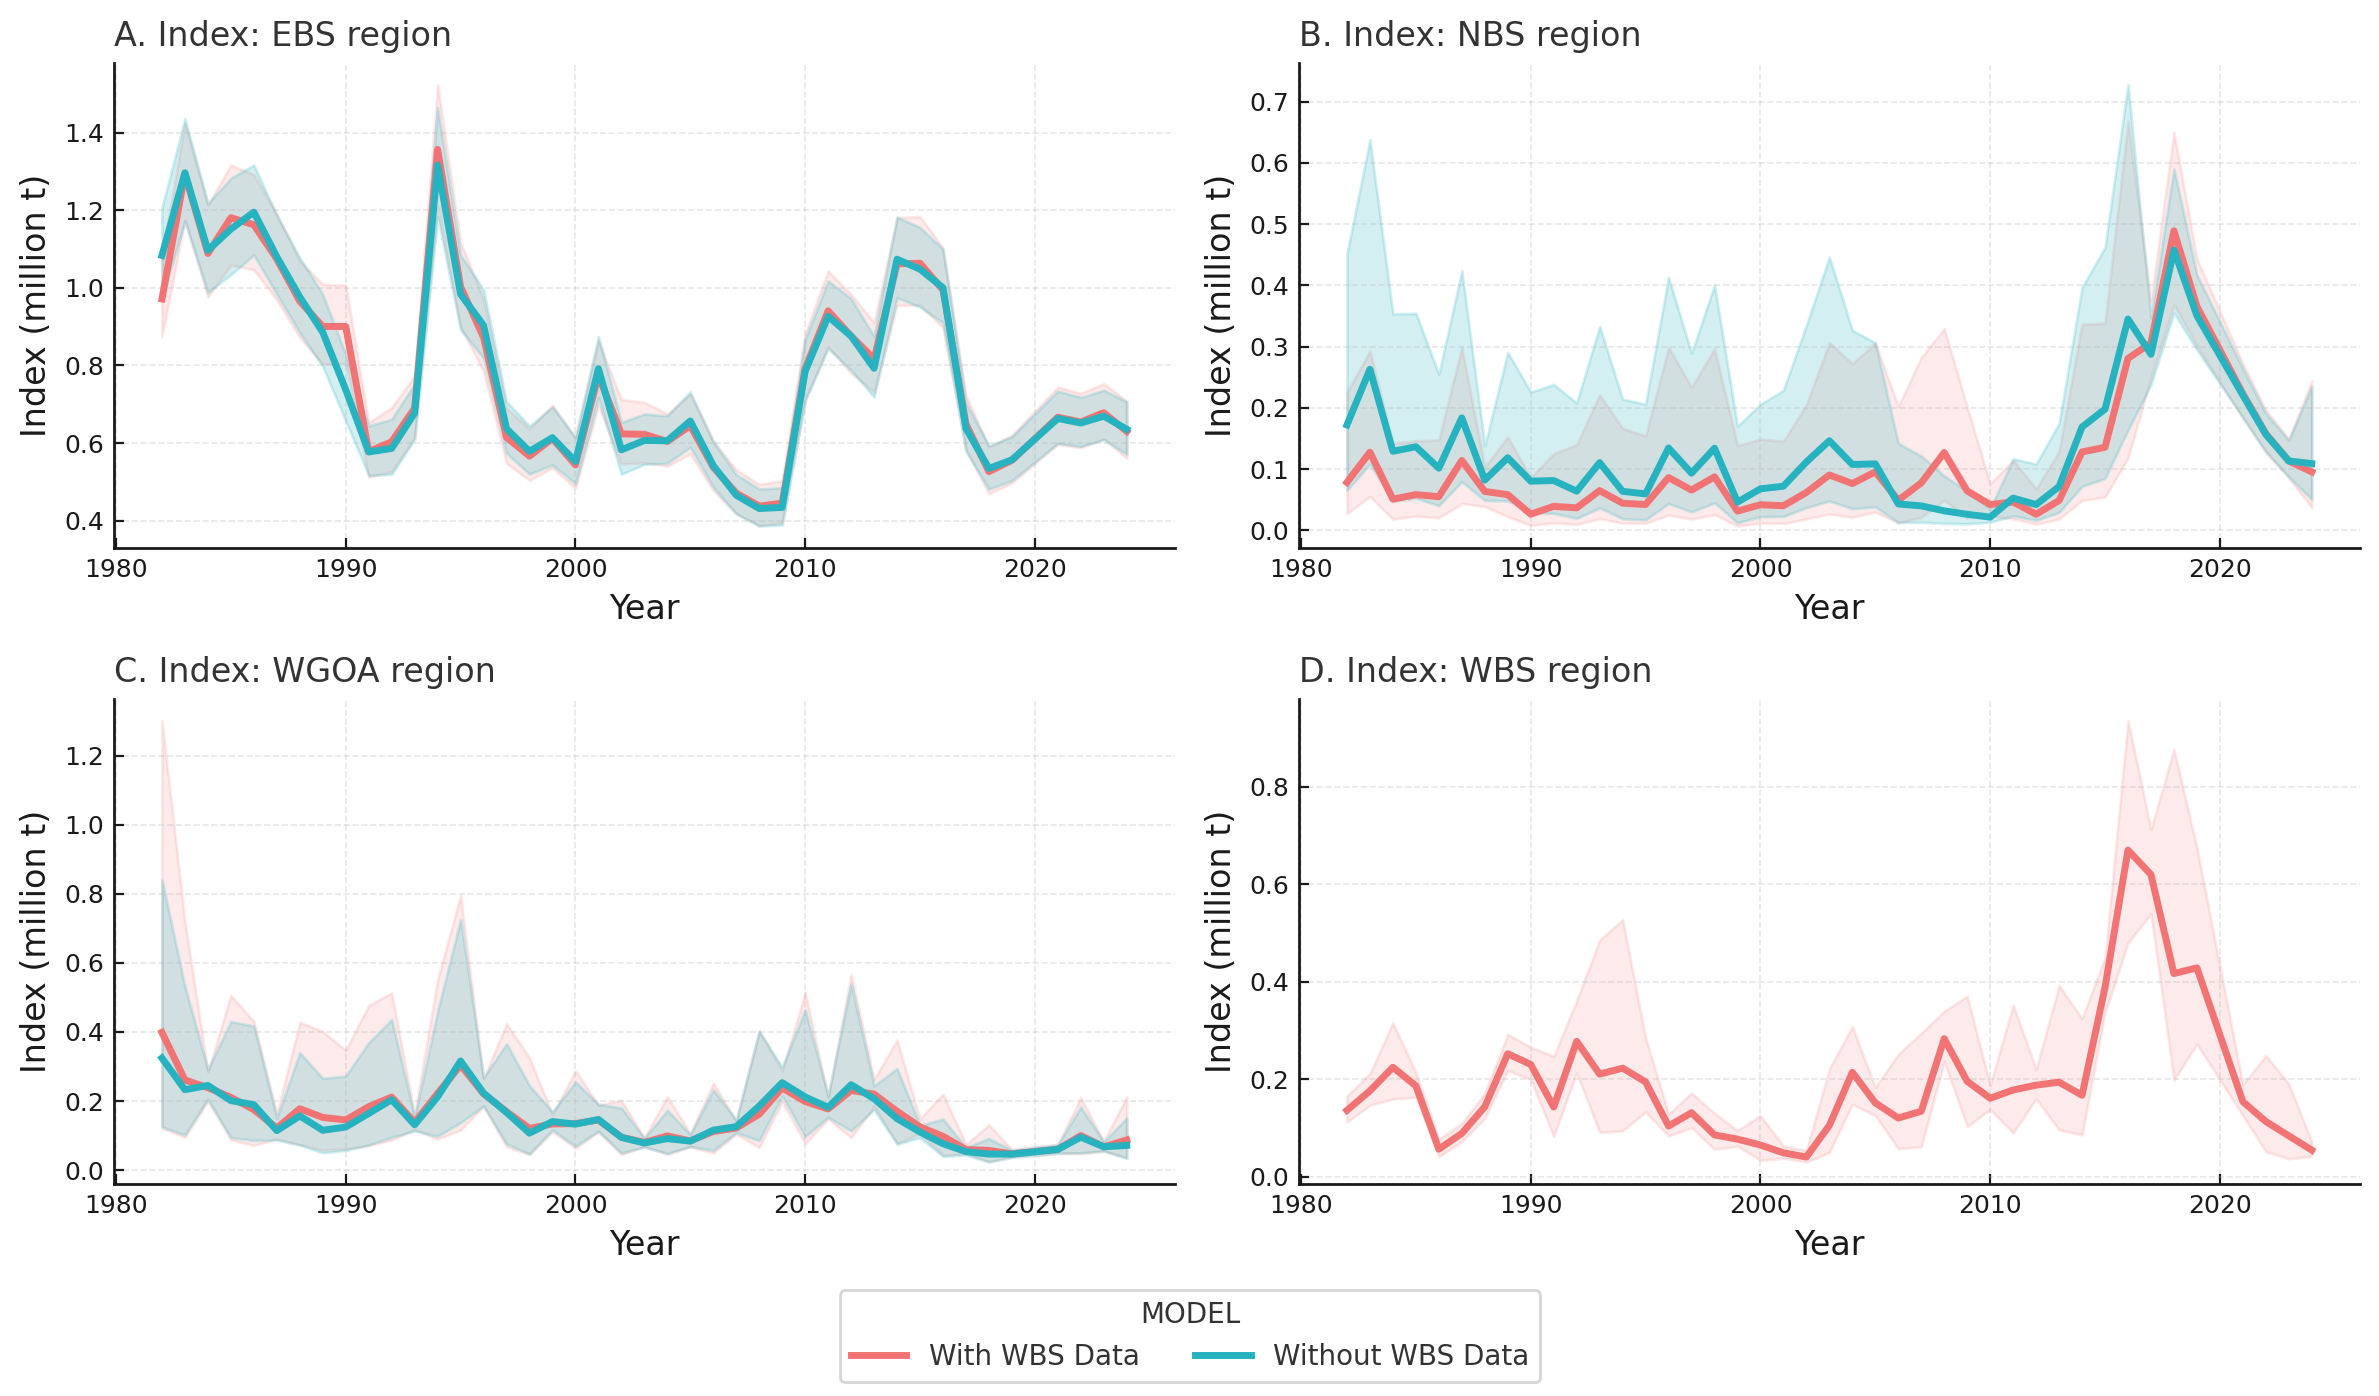 A. Index: EBS region
Index (million t)
1.4
1.2
1.0
0.8
0.6
0.4
1980 1990 2000 2010 2020
Year
B. Index: NBS region
Index (million t)
0.7
0.6
0.5
0.4
0.3
0.2
0.1
0.0
1980 1990 2000 2010 2020
Year
C. Index: WGOA region
Index (million t)
1.2
1.0
0.8
0.6
0.4
0.2
0.0
1980 1990 2000 2010 2020
Year
D. Index: WBS region
Index (million t)
0.8
0.6
0.4
0.2
0.0
1980 1990 2000 2010 2020
Year
MODEL
With WBS Data Without WBS Data